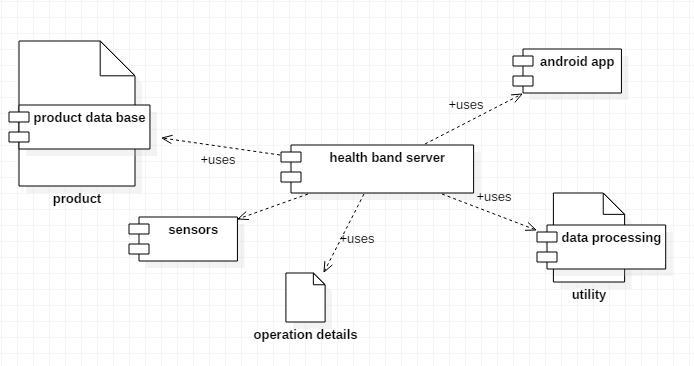 android app
+uses
product data base
health band server
+uses
product
+uses
sensors
data processing
+uses
utility
operation details